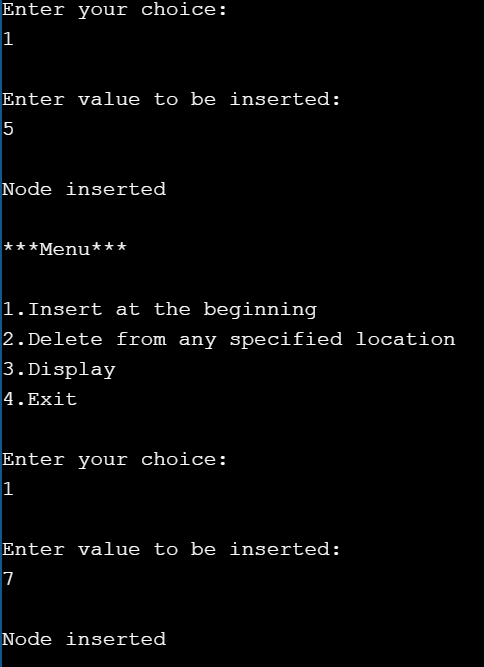 Enter your choice:
1
Enter value to be inserted:
5
Node inserted
***Menu***
1.Insert at the beginning
2.Delete from any specified location
3.Display
4.Exit
Enter your choice:
1
Enter value to be inserted:
7
Node inserted